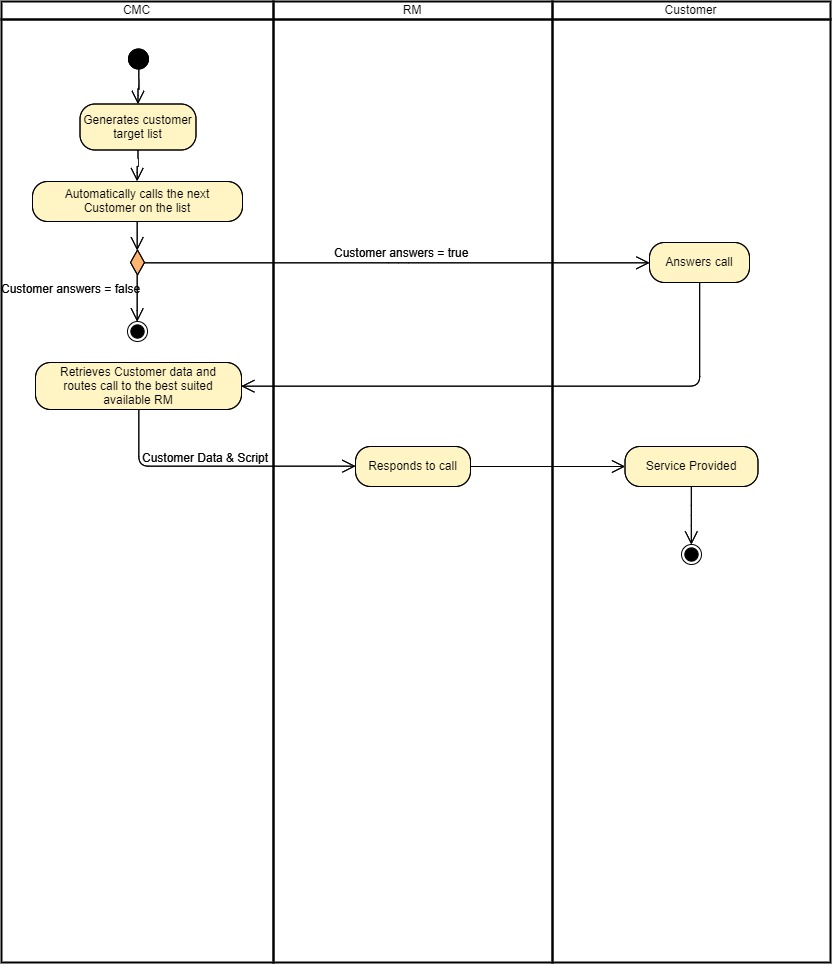 CMC
RM
Customer
Generates customer
target list
Automatically calls the next
Customer on the list
Customer answers = true
Answers call
Customer answers = false
Retrieves Customer data and
routes call to the best suited
available RM
Customer Data & Script
Responds to call
Service Provided